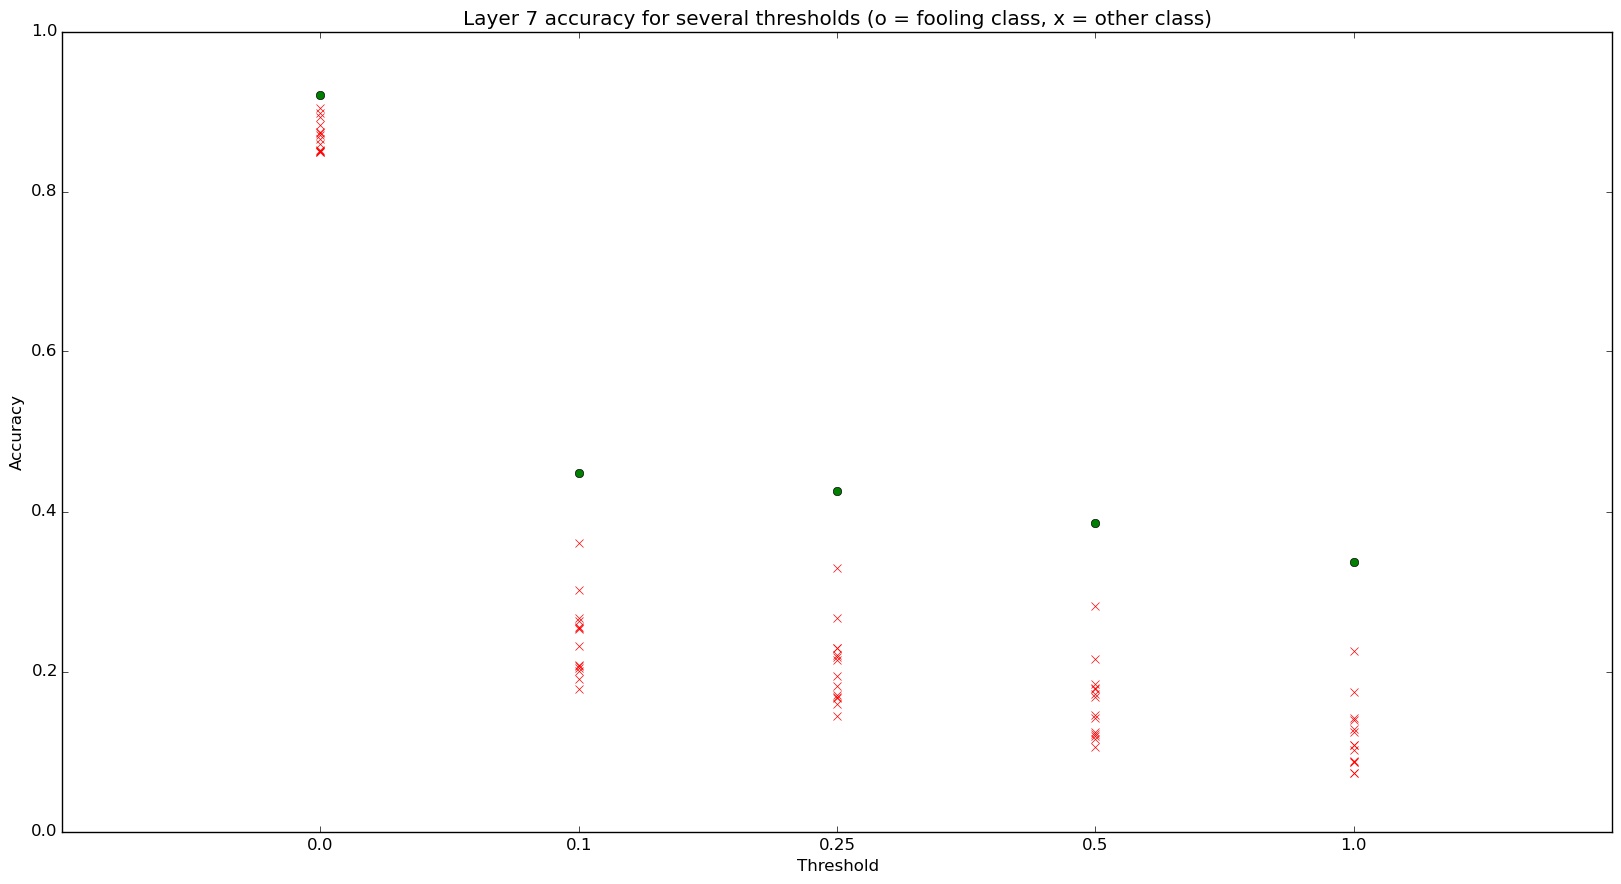 Layer 7 accuracy for several thresholds (o = fooling class, x = other class)
1.0
0.8
0.6
0.4
0.2
0.0
Accuracy
0.0 0.1 0.25 0.5 1.0
Threshold